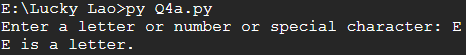 E:\Lucky Lao>py Q4a.py
Enter a letter or number or special character: E
E is a letter.